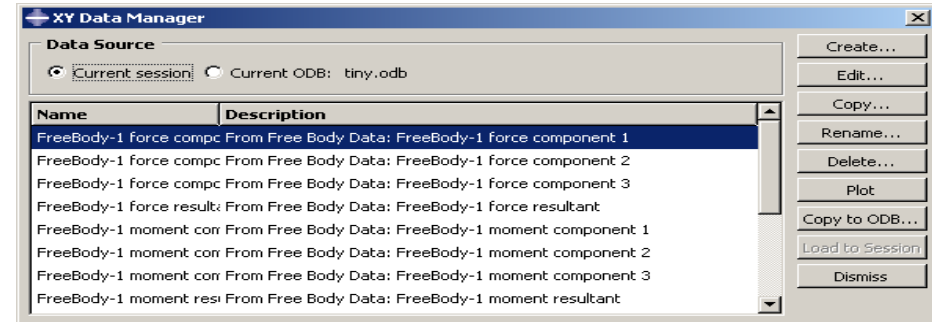 XY Data Manager
Data Source
Current session Current ODB: tiny.odb
Name Description
FreeBody-1 force compc From Free Body Data: FreeBody-1 force component 1
FreeBody-1 force compc From Free Body Data: FreeBody-1 force component 2
FreeBody-1 force compc From Free Body Data: FreeBody-1 force component 3
FreeBody-1 force result From Free Body Data: FreeBody-1 force resultant
FreeBody-1 moment con From Free Body Data: FreeBody-1 moment component 1
FreeBody-1 moment con From Free Body Data: FreeBody-1 moment component 2
FreeBody-1 moment con From Free Body Data: FreeBody-1 moment component 3
FreeBody-1 moment res From Free Body Data: FreeBody-1 moment resultant
Create...
Edit...
Copy...
Rename...
Delete...
Plot
Copy to ODB...
Load to Session
Dismiss